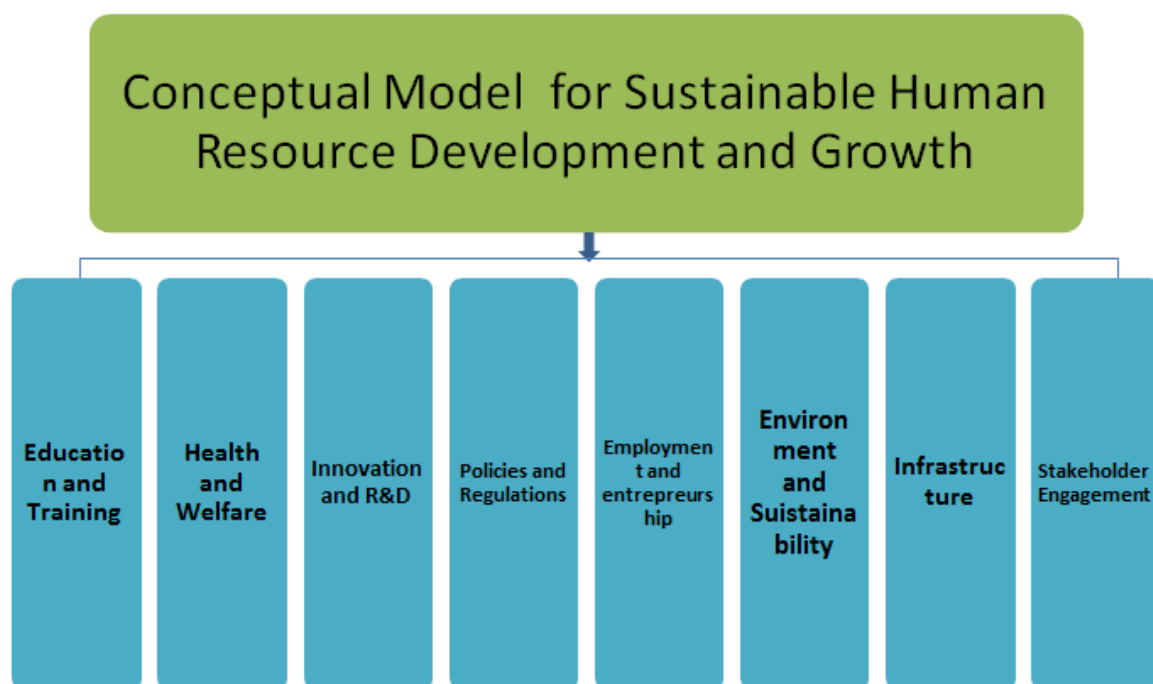 Conceptual Model  for Sustainable Human
Resource Development and Growth
Educatio
n and
Training
Health
and
Welfare
Innovation
and R&D
Policies and
Regulations
Employmen
t and
entrepreurs
hip
Environ
ment
and
Suistaina
bility
Infrastruc
ture
Stakeholder
Engagement